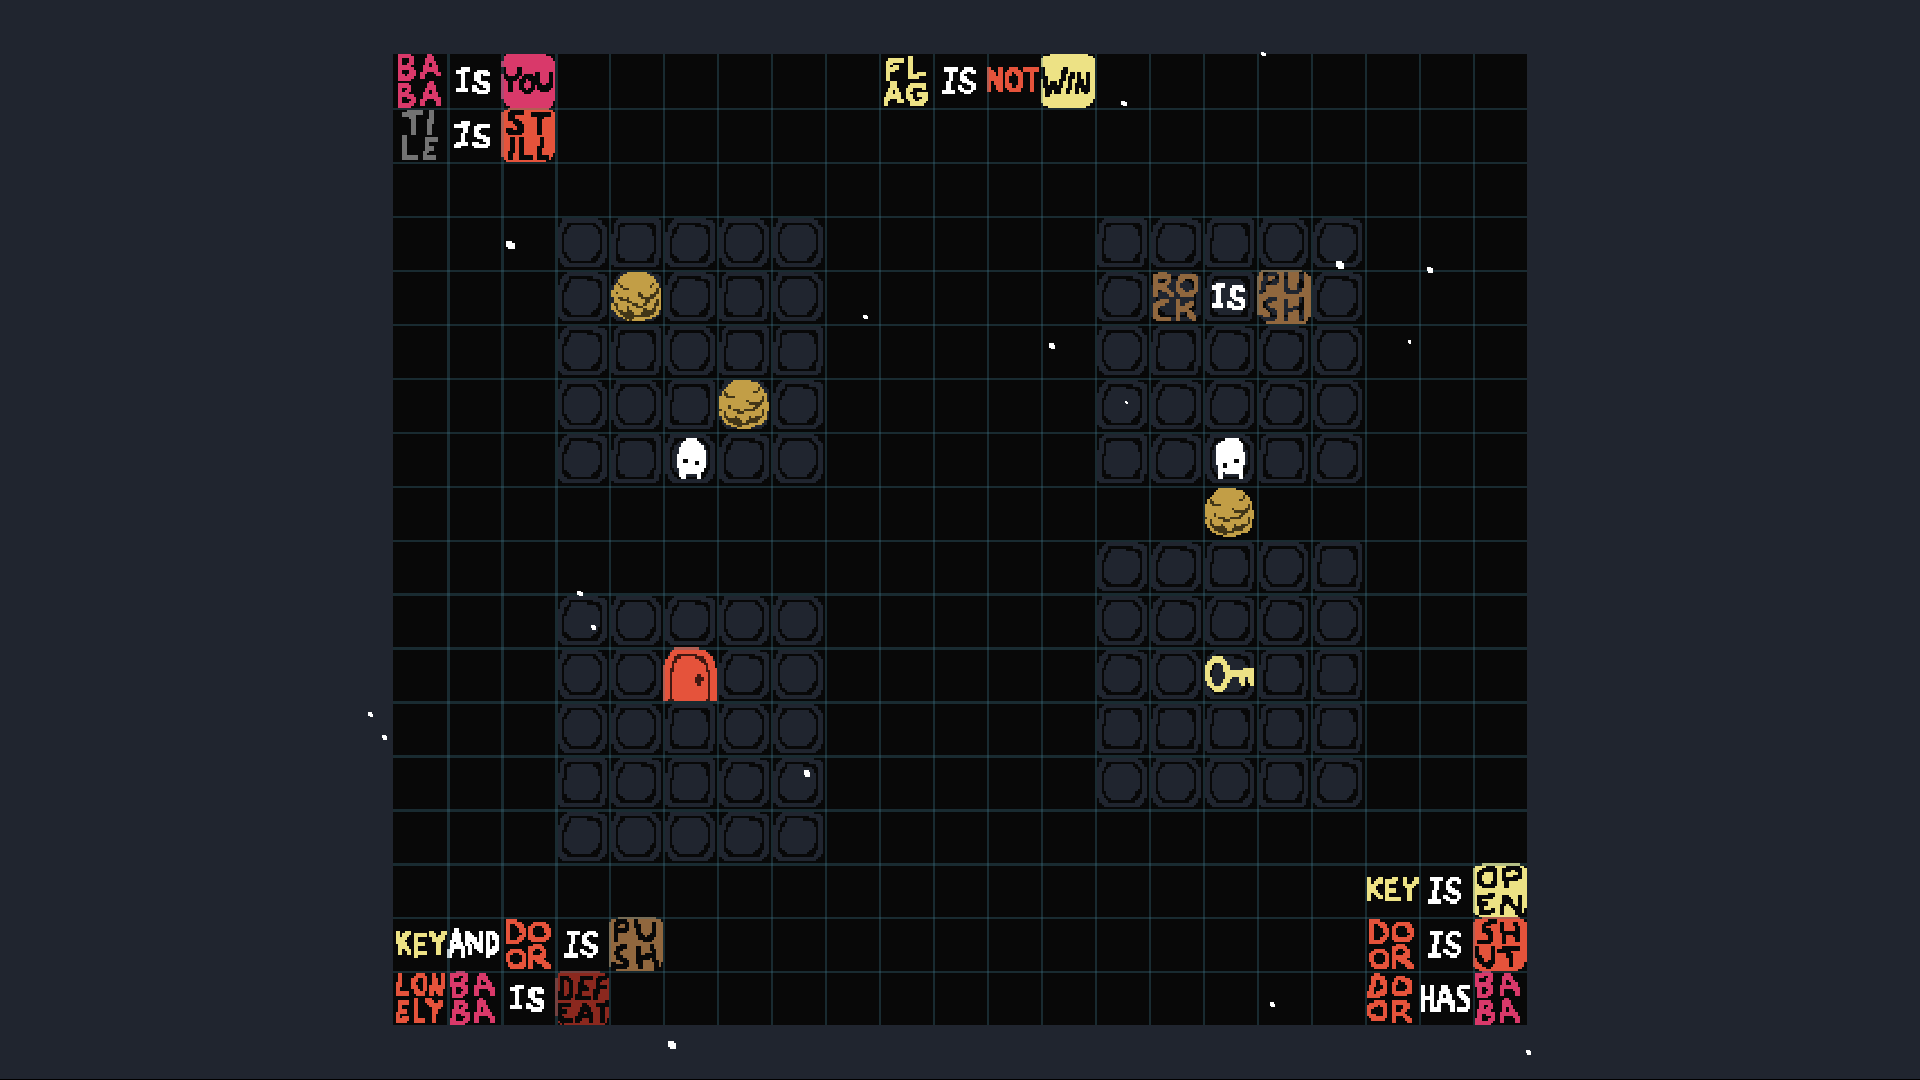 BABA IS YOU
FLAG IS NOT WIN
TILE IS STILL
ROCK IS PUSH
KEY IS OPEN
KEY AND DOOR IS PUSH
DOOR IS SHUT
LONELY BABA IS DEFEAT
DOOR HAS BABA